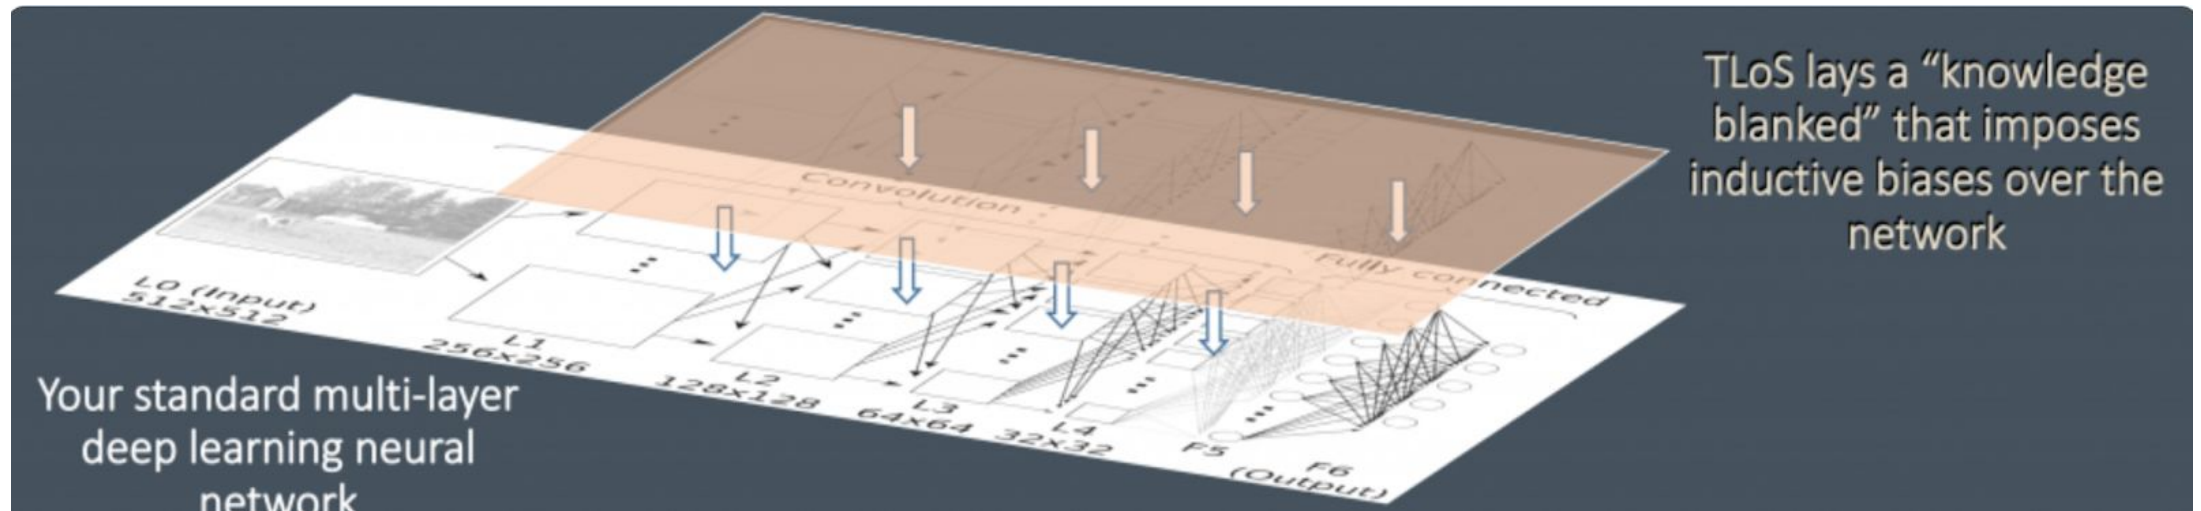 TLoS lays a “knowledge
blanked” that imposes
inductive biases over the
network
Convolution
Fully connected
L0 (Input)
512x512
L1
256x256
L2
128x128
L3
64x64
L4
32x32
F5
F6
(Output)
Your standard multi-layer
deep learning neural
network